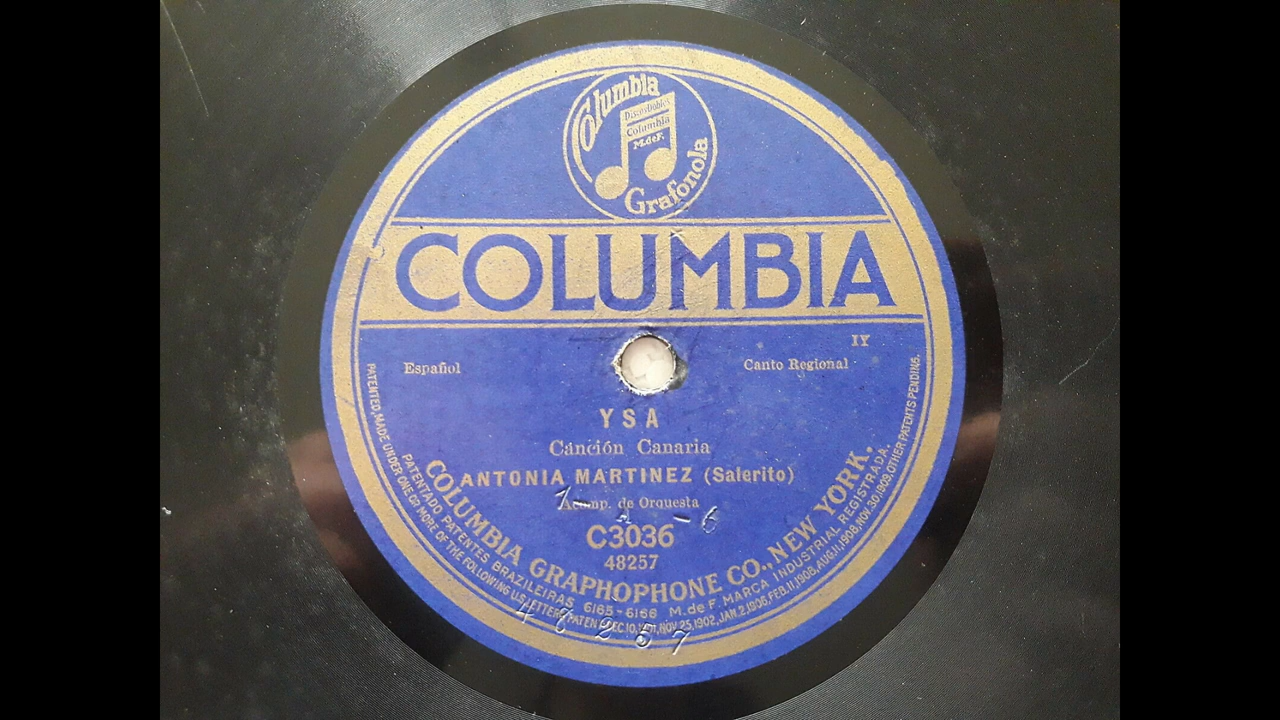 Columbia
Discos Dobles
Columbia
M.deF.
Grafonola
COLUMBIA
IY
Español
Canto Regional
YSA
Canción Canaria
ANTONIA MARTINEZ (Salerito)
Acomp. de Orquesta
1-A-6
C3036
48257
COLUMBIA GRAPHOPHONE CO., NEW YORK.
PATENTADO, PATENTES BRAZILEIRAS 6165-6166 M. de F. MARCA INDUSTRIAL REGISTRADA.
PATENTED, MADE UNDER ONE OR MORE OF THE FOLLOWING U.S. LETTERS PATENT DEC.10,1901, NOV.25,1902, JAN.2,1906, FEB.11,1908, AUG.11,1908, NOV.30,1909, OTHER PATENTS PENDING.
48257